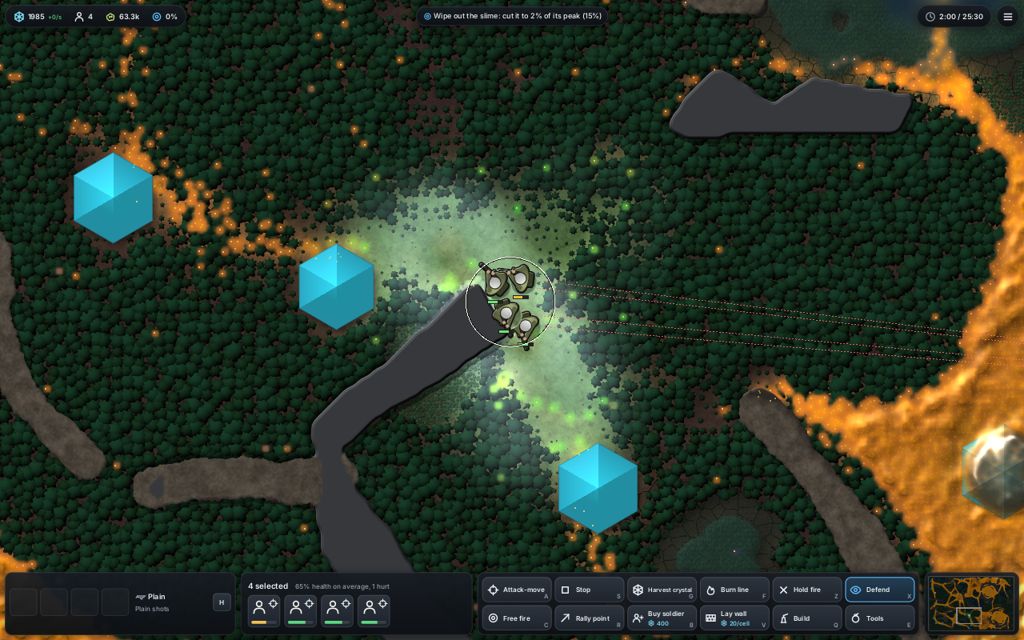 1985 +0/s 4 63.3k 0%
Wipe out the slime: cut it to 2% of its peak (15%)
2:00 / 25:30
Plain
Plain shots
H
4 selected 65% health on average, 1 hurt
Attack-move A
Stop S
Harvest crystal G
Burn line F
Hold fire Z
Defend X
Free fire C
Rally point R
Buy soldier 400 B
Lay wall 20/cell V
Build Q
Tools E